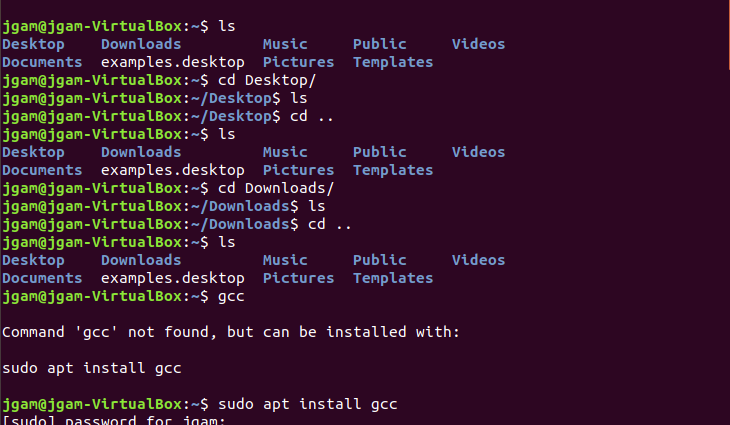 jgam@jgam-VirtualBox:~$ ls
Desktop    Downloads         Music     Public     Videos
Documents  examples.desktop  Pictures  Templates
jgam@jgam-VirtualBox:~$ cd Desktop/
jgam@jgam-VirtualBox:~/Desktop$ ls
jgam@jgam-VirtualBox:~/Desktop$ cd ..
jgam@jgam-VirtualBox:~$ ls
Desktop    Downloads         Music     Public     Videos
Documents  examples.desktop  Pictures  Templates
jgam@jgam-VirtualBox:~$ cd Downloads/
jgam@jgam-VirtualBox:~/Downloads$ ls
jgam@jgam-VirtualBox:~/Downloads$ cd ..
jgam@jgam-VirtualBox:~$ ls
Desktop    Downloads         Music     Public     Videos
Documents  examples.desktop  Pictures  Templates
jgam@jgam-VirtualBox:~$ gcc
Command 'gcc' not found, but can be installed with:
sudo apt install gcc
jgam@jgam-VirtualBox:~$ sudo apt install gcc
[sudo] password for jgam: